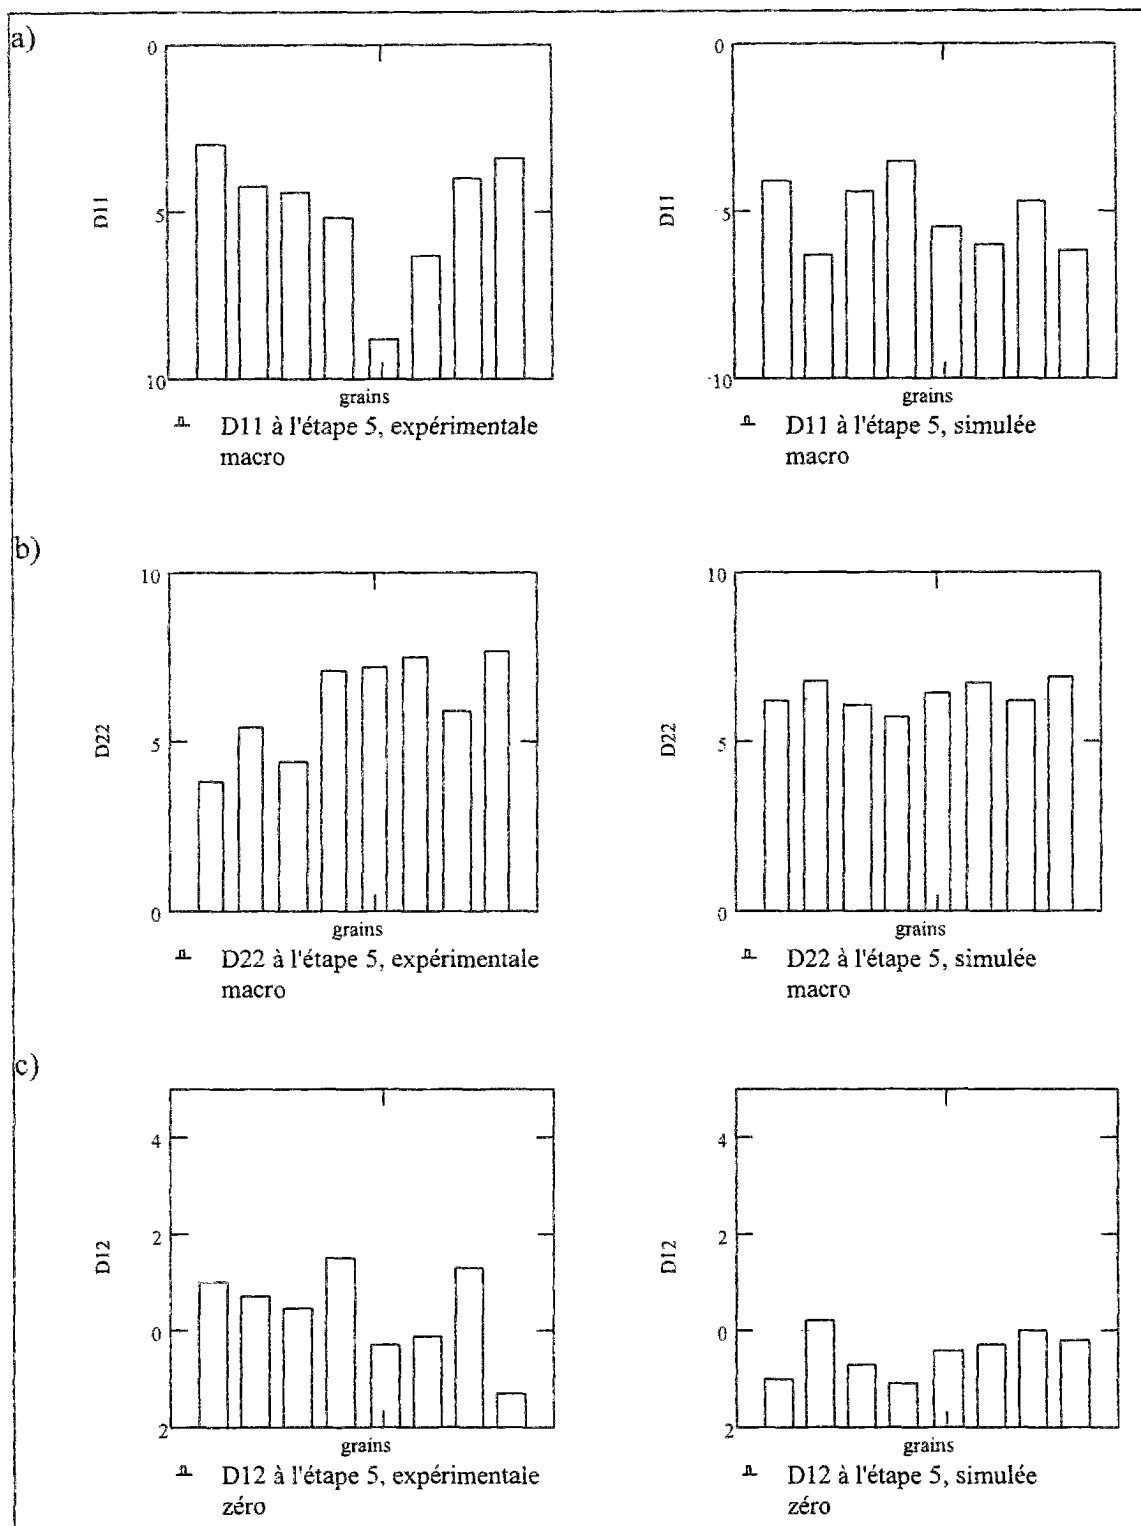 a)
0
D11
5
10
grains
D11 à l'étape 5, expérimentale
macro
0
D11
5
-10
grains
D11 à l'étape 5, simulée
macro
b)
10
D22
5
0
grains
D22 à l'étape 5, expérimentale
macro
10
D22
5
0
grains
D22 à l'étape 5, simulée
macro
c)
4
2
D12
0
2
grains
D12 à l'étape 5, expérimentale
zéro
4
2
D12
0
2
grains
D12 à l'étape 5, simulée
zéro